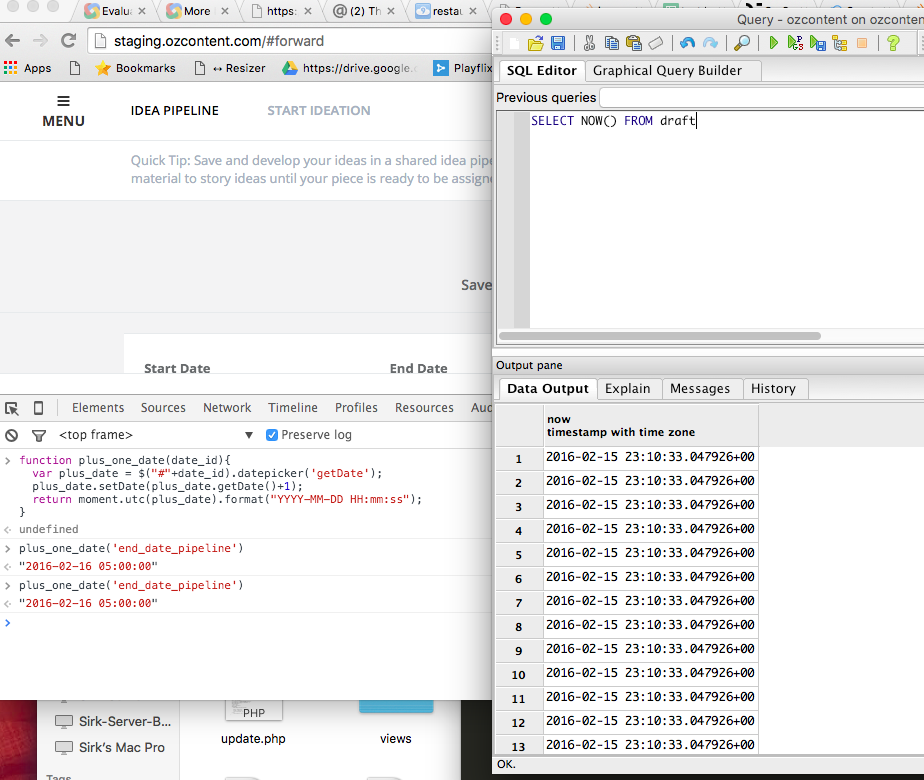 Evalua
More
https:
@ (2) Th
restau
staging.ozcontent.com/#forward
Apps
Bookmarks
↔ Resizer
https://drive.google.c
Playflix
MENU
IDEA PIPELINE
START IDEATION
Quick Tip: Save and develop your ideas in a shared idea pipe
material to story ideas until your piece is ready to be assigne
Save
Start Date
End Date
Elements
Sources
Network
Timeline
Profiles
Resources
Aud
<top frame>
Preserve log
function plus_one_date(date_id){
var plus_date = $("#"+date_id).datepicker('getDate');
plus_date.setDate(plus_date.getDate()+1);
return moment.utc(plus_date).format("YYYY-MM-DD HH:mm:ss");
}
undefined
plus_one_date('end_date_pipeline')
"2016-02-16 05:00:00"
plus_one_date('end_date_pipeline')
"2016-02-16 05:00:00"
PHP
Sirk-Server-B...
update.php
views
Sirk's Mac Pro
Tags
Query - ozcontent on ozconten
SQL Editor
Graphical Query Builder
Previous queries
SELECT NOW() FROM draft
Output pane
Data Output
Explain
Messages
History
now
timestamp with time zone
1 2016-02-15 23:10:33.047926+00
2 2016-02-15 23:10:33.047926+00
3 2016-02-15 23:10:33.047926+00
4 2016-02-15 23:10:33.047926+00
5 2016-02-15 23:10:33.047926+00
6 2016-02-15 23:10:33.047926+00
7 2016-02-15 23:10:33.047926+00
8 2016-02-15 23:10:33.047926+00
9 2016-02-15 23:10:33.047926+00
10 2016-02-15 23:10:33.047926+00
11 2016-02-15 23:10:33.047926+00
12 2016-02-15 23:10:33.047926+00
13 2016-02-15 23:10:33.047926+00
OK.